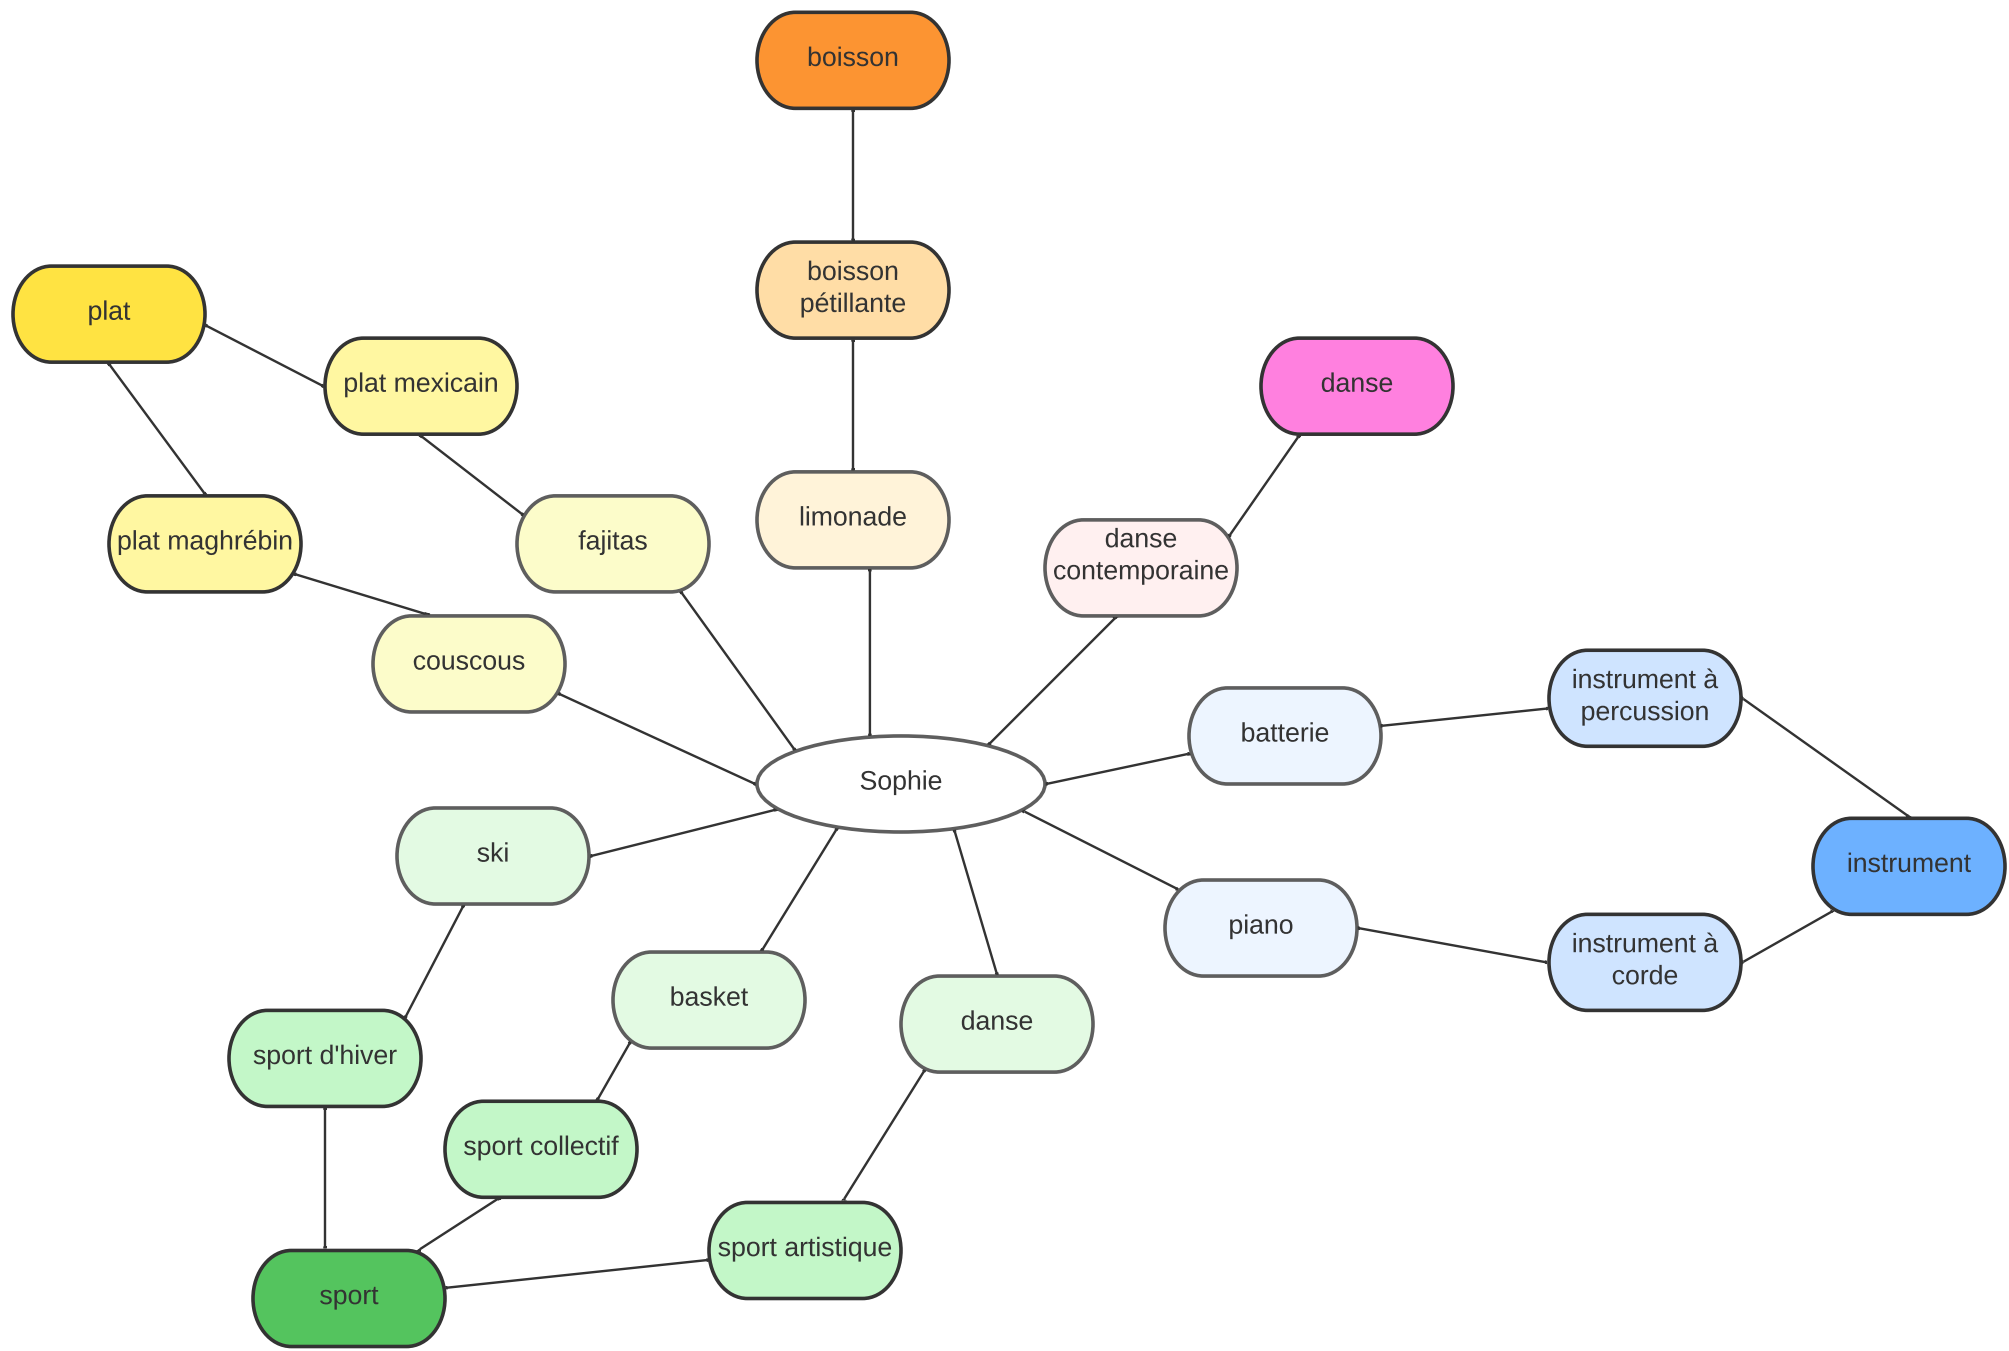 boisson
boisson
pétillante
plat
plat mexicain
danse
limonade
fajitas
plat maghrébin
danse
contemporaine
couscous
instrument à
percussion
batterie
Sophie
ski
instrument
piano
instrument à
corde
basket
danse
sport d'hiver
sport collectif
sport artistique
sport